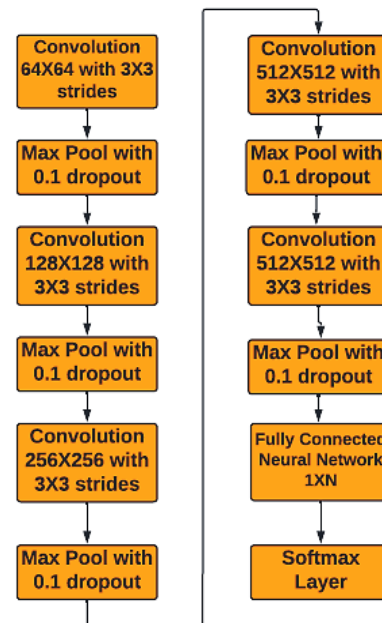 Convolution
64X64 with 3X3
strides
Max Pool with
0.1 dropout
Convolution
128X128 with
3X3 strides
Max Pool with
0.1 dropout
Convolution
256X256 with
3X3 strides
Max Pool with
0.1 dropout
Convolution
512X512 with
3X3 strides
Max Pool with
0.1 dropout
Convolution
512X512 with
3X3 strides
Max Pool with
0.1 dropout
Fully Connected
Neural Network
1XN
Softmax
Layer